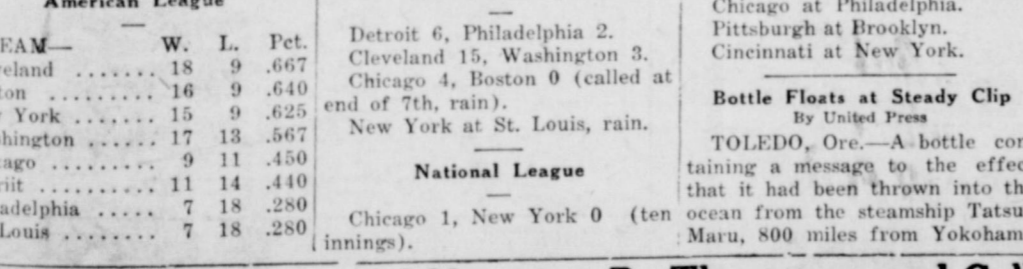 American League
EAM— W. L. Pct.
eland ....... 18 9 .667
ton ......... 16 9 .640
York ....... 15 9 .625
hington ...... 17 13 .567
ago ......... 9 11 .450
iit .......... 11 14 .440
adelphia ..... 7 18 .280
Louis ........ 7 18 .280
Detroit 6, Philadelphia 2.
Cleveland 15, Washington 3.
Chicago 4, Boston 0 (called at
end of 7th, rain).
New York at St. Louis, rain.
National League
Chicago 1, New York 0 (ten
innings).
Chicago at Philadelphia.
Pittsburgh at Brooklyn.
Cincinnati at New York.
Bottle Floats at Steady Clip
By United Press
TOLEDO, Ore.—A bottle con
taining a message to the effec
that it had been thrown into th
ocean from the steamship Tatsu
Maru, 800 miles from Yokoham